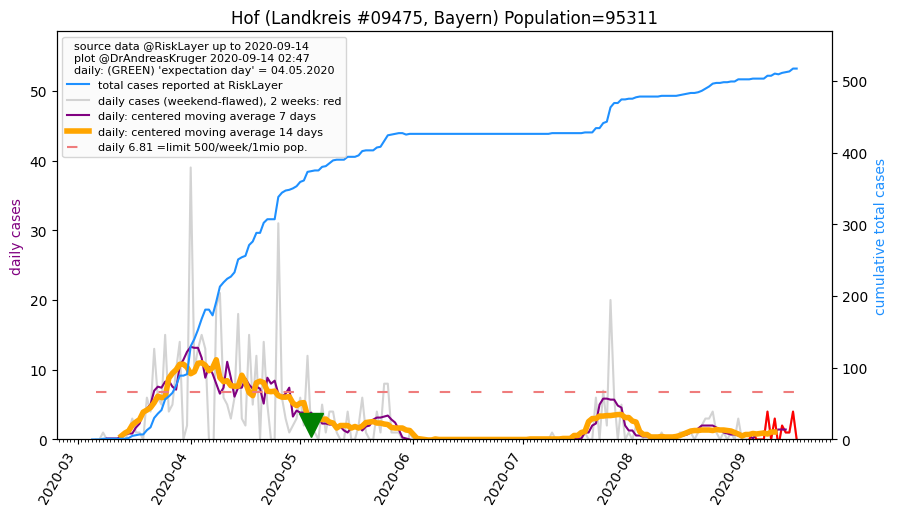 Hof (Landkreis #09475, Bayern) Population=95311
source data @RiskLayer up to 2020-09-14
plot @DrAndreasKruger 2020-09-14 02:47
daily: (GREEN) 'expectation day' = 04.05.2020
total cases reported at RiskLayer
daily cases (weekend-flawed), 2 weeks: red
daily: centered moving average 7 days
daily: centered moving average 14 days
daily 6.81 =limit 500/week/1mio pop.
daily cases
50
40
30
20
10
0
cumulative total cases
500
400
300
200
100
0
2020-03
2020-04
2020-05
2020-06
2020-07
2020-08
2020-09